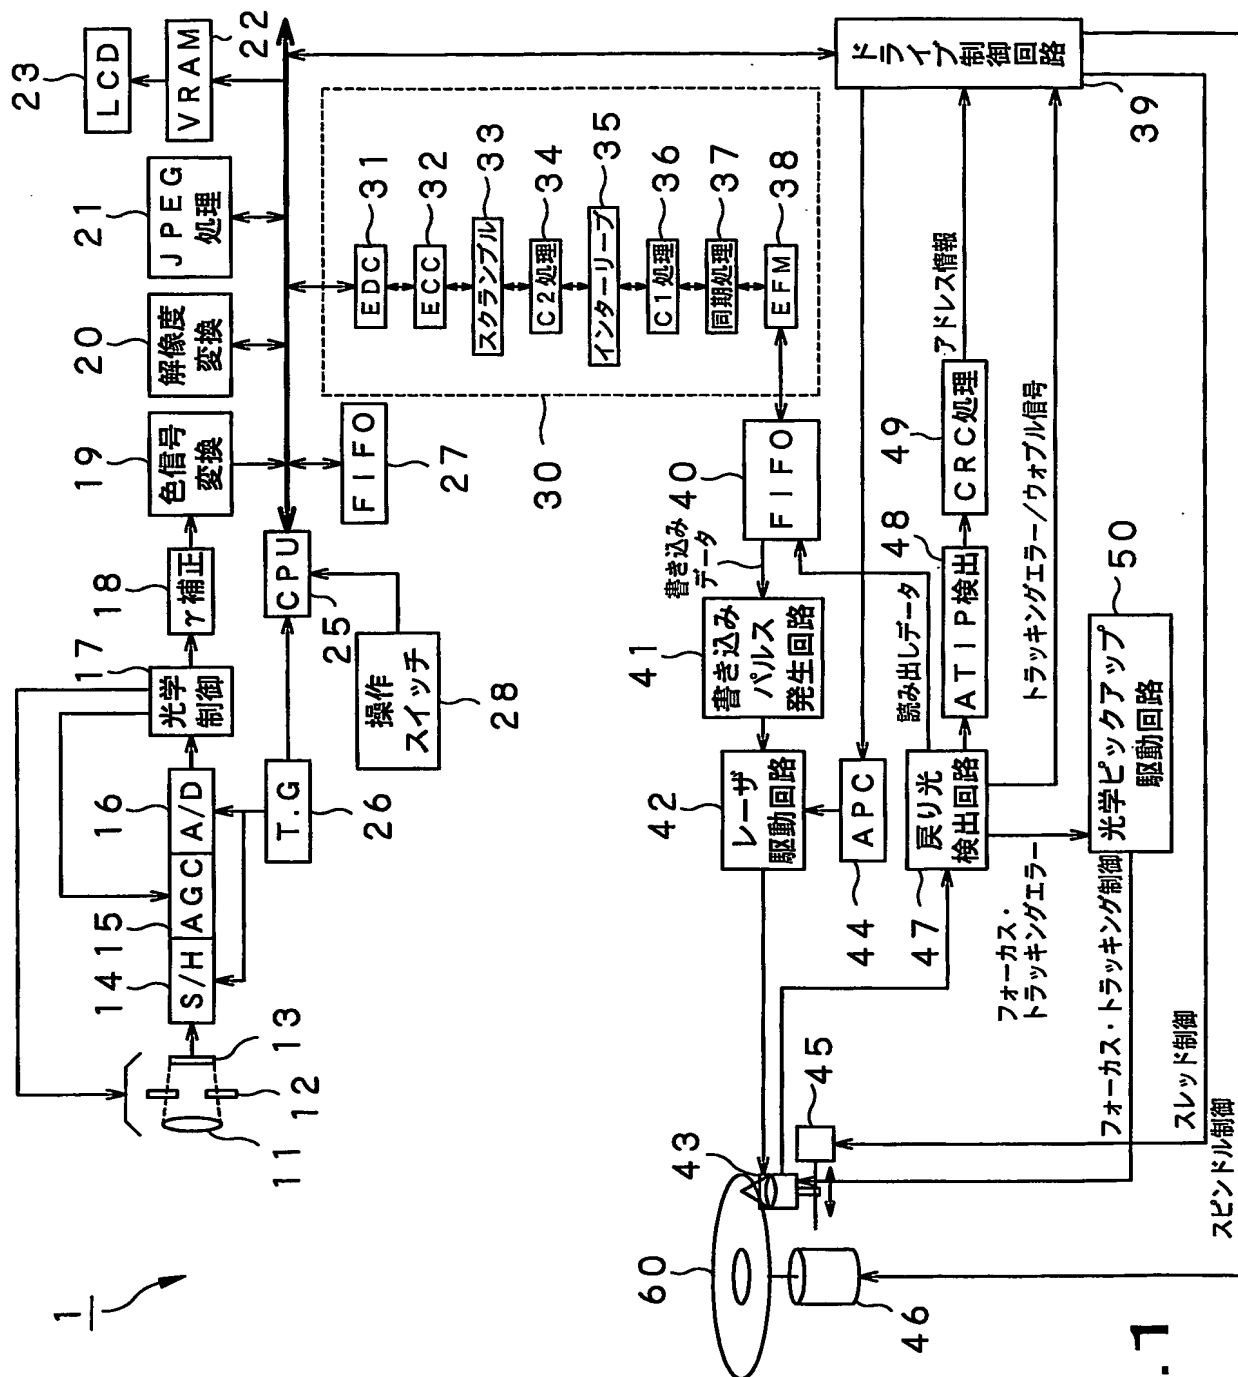 1
11
12
13
14
S/H
15
AGC
16
A/D
17
光学
制御
18
γ補正
19
色信号
変換
20
解像度
変換
21
JPEG
処理
22
VRAM
23
LCD
T.G
26
CPU
25
操作
スイッチ
28
FIFO
27
30
EDC
31
ECC
32
スクランブル
33
C2処理
34
インターリーブ
35
C1処理
36
同期処理
37
EFM
38
ドライブ制御回路
39
FIFO
40
書き込み
データ
書き込み
パルス
発生回路
41
レーザ
駆動回路
42
43
APC
44
45
46
戻り光
検出回路
47
読み出しデータ
ATIP検出
48
CRC処理
49
アドレス情報
トラッキングエラー/ウォブル信号
フォーカス・
トラッキングエラー
光学ピックアップ
駆動回路
50
フォーカス・トラッキング制御
スレッド制御
スピンドル制御
60
.1